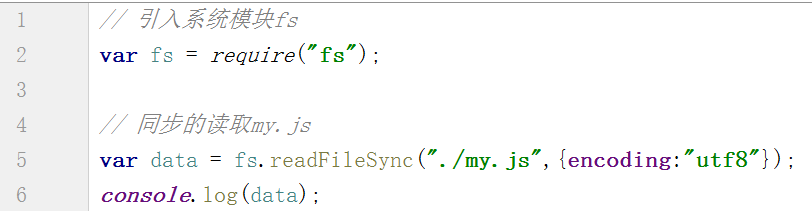 1 // 引入系统模块fs
2 var fs = require("fs");
3
4 // 同步的读取my.js
5 var data = fs.readFileSync("./my.js",{encoding:"utf8"});
6 console.log(data);